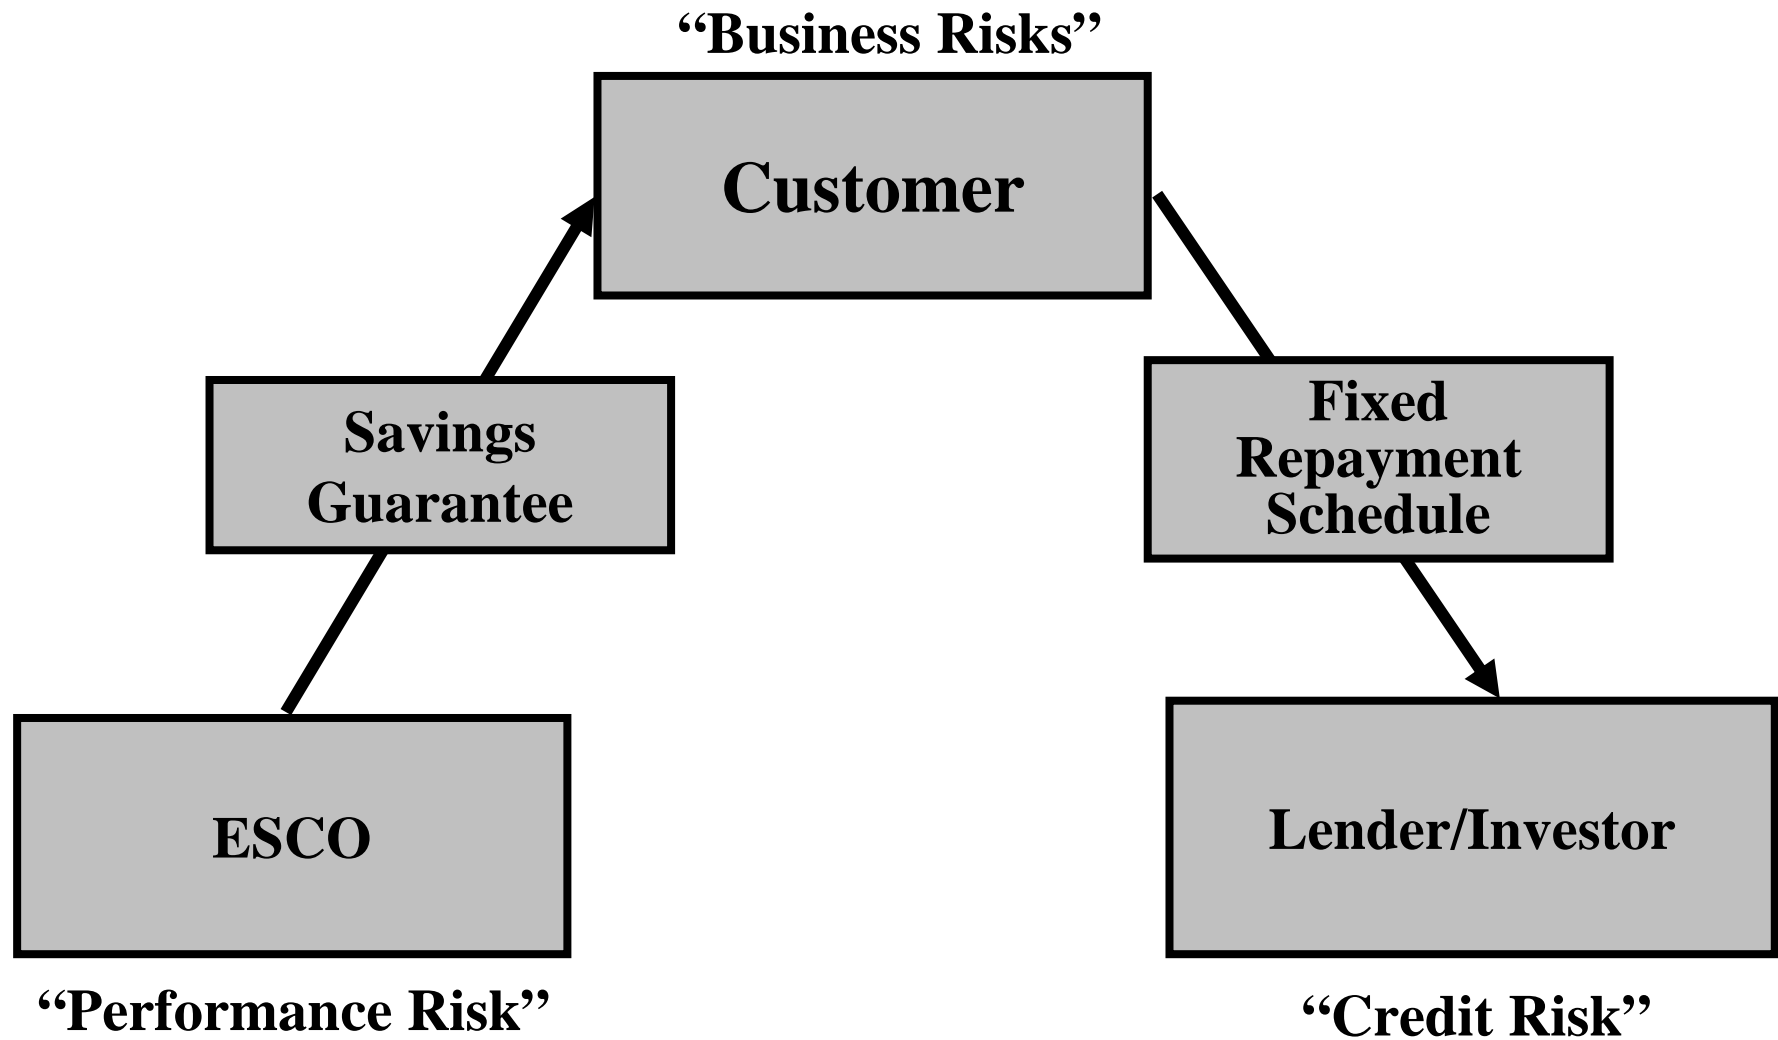 “Business Risks”
Customer
Savings
Guarantee
Fixed
Repayment
Schedule
ESCO
Lender/Investor
“Performance Risk”
“Credit Risk”